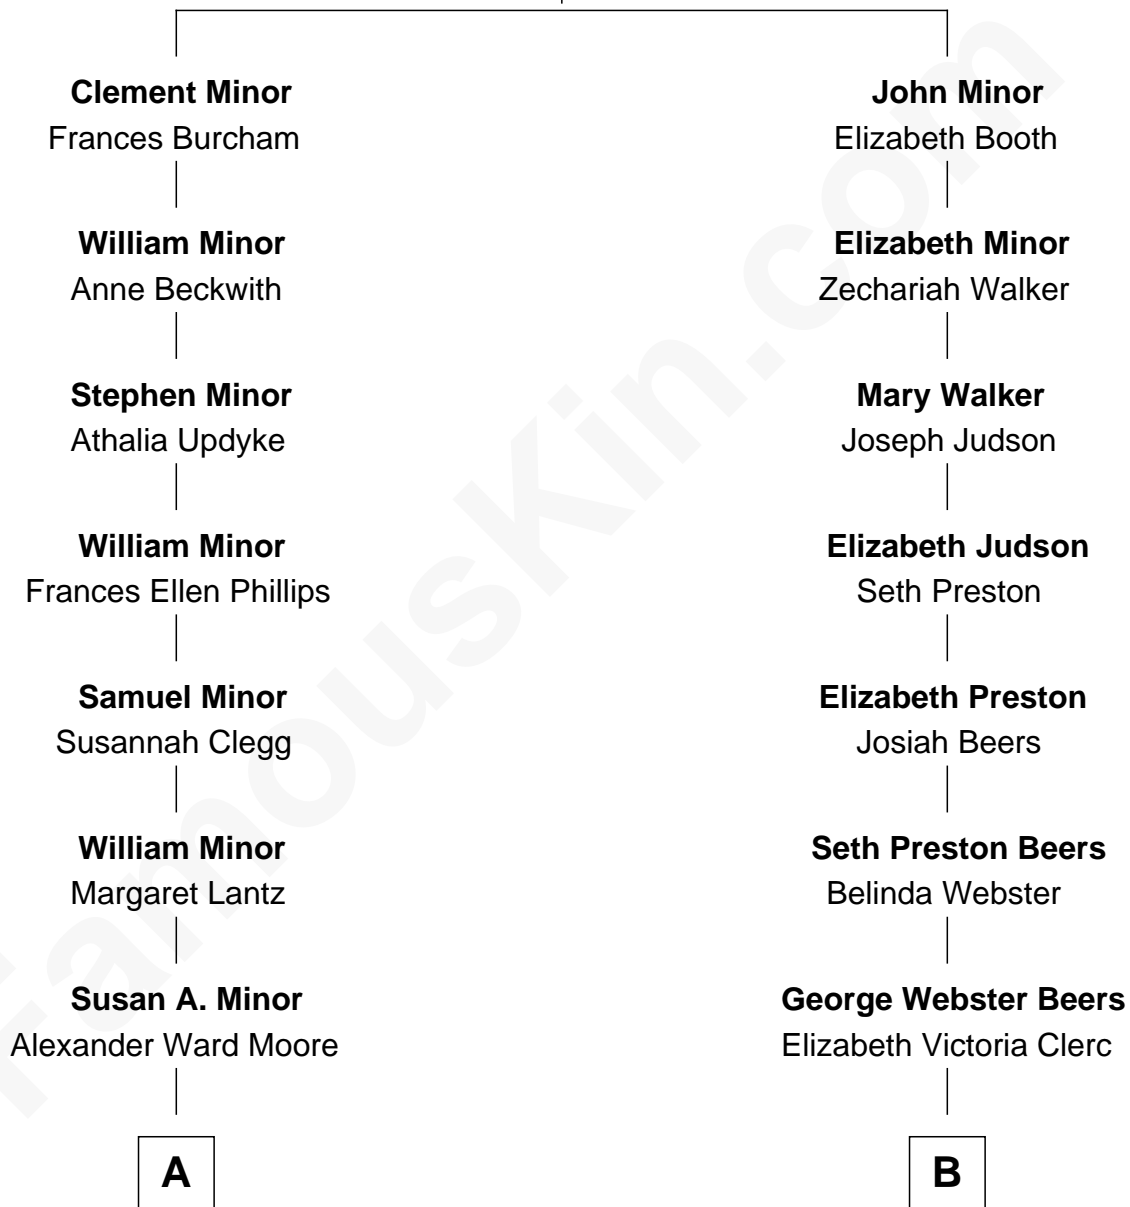 Clement Minor
Frances Burcham
John Minor
Elizabeth Booth
William Minor
Anne Beckwith
Elizabeth Minor
Zechariah Walker
Stephen Minor
Athalia Updyke
Mary Walker
Joseph Judson
William Minor
Frances Ellen Phillips
Elizabeth Judson
Seth Preston
Samuel Minor
Susannah Clegg
Elizabeth Preston
Josiah Beers
William Minor
Margaret Lantz
Seth Preston Beers
Belinda Webster
Susan A. Minor
Alexander Ward Moore
George Webster Beers
Elizabeth Victoria Clerc
A
B
FamousKin.com